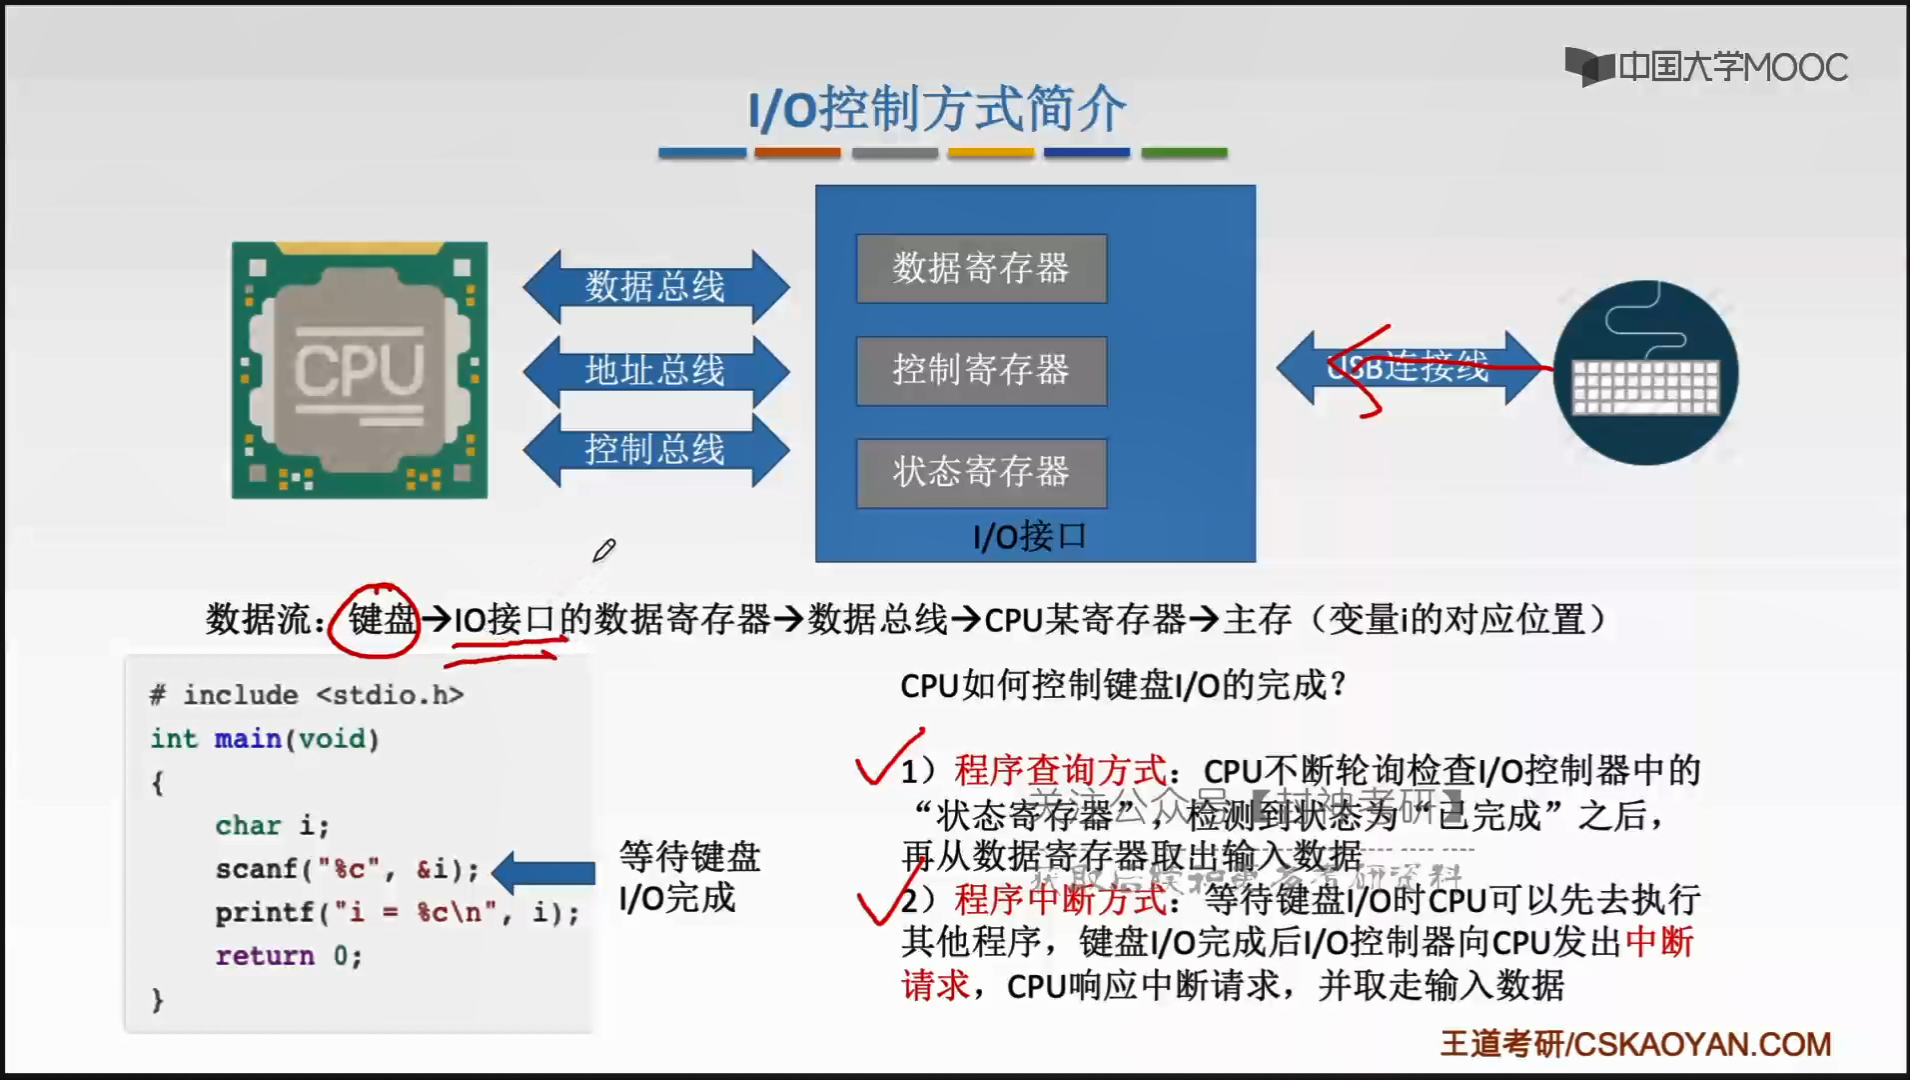 中国大学MOOC
I/O控制方式简介
CPU
数据总线
地址总线
控制总线
数据寄存器
控制寄存器
状态寄存器
I/O接口
USB连接线
数据流：键盘→IO接口的数据寄存器→数据总线→CPU某寄存器→主存（变量i的对应位置）
# include <stdio.h>
int main(void)
{
char i;
scanf("%c", &i);
printf("i = %c\n", i);
return 0;
}
等待键盘
I/O完成
CPU如何控制键盘I/O的完成？
1）程序查询方式：CPU不断轮询检查I/O控制器中的
“状态寄存器”，检测到状态为“已完成”之后，
再从数据寄存器取出输入数据
2）程序中断方式：等待键盘I/O时CPU可以先去执行
其他程序，键盘I/O完成后I/O控制器向CPU发出中断
请求，CPU响应中断请求，并取走输入数据
关注公众号【封神考研】
王道考研/CSKAOYAN.COM